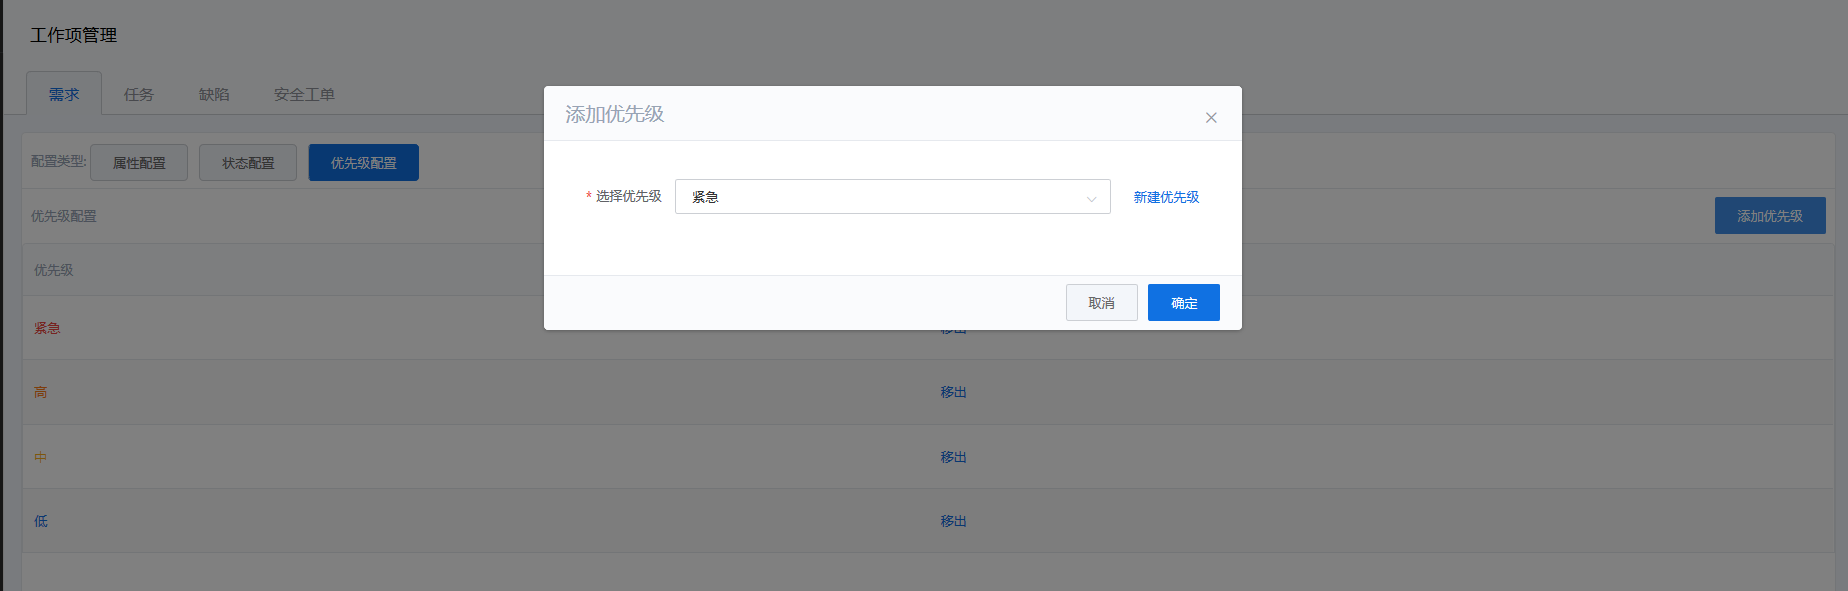 工作项管理
需求 任务 缺陷 安全工单
添加优先级
配置类型: 属性配置 状态配置 优先级配置
* 选择优先级 紧急 新建优先级
优先级配置 添加优先级
优先级
取消 确定
紧急 移出
高 移出
中 移出
低 移出